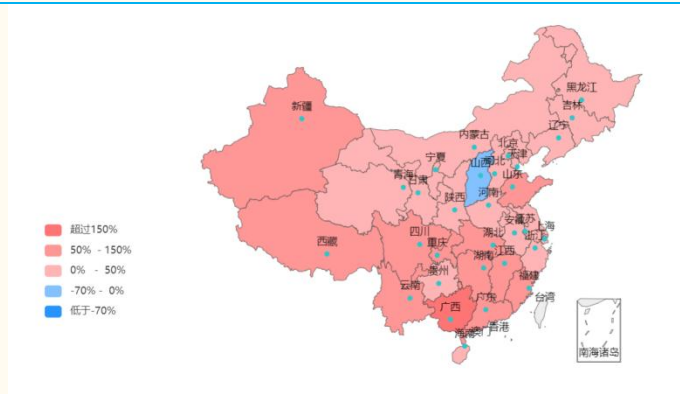 黑龙江
吉林
辽宁
新疆
内蒙古
北京
天津
宁夏
山西
河北
青海
甘肃
山东
陕西
河南
超过150%
50% - 150%
0% - 50%
-70% - 0%
低于-70%
西藏
四川
重庆
湖北
安徽
江苏
上海
浙江
湖南
江西
贵州
云南
福建
广西
广东
台湾
香港
澳门
海南
南海诸岛